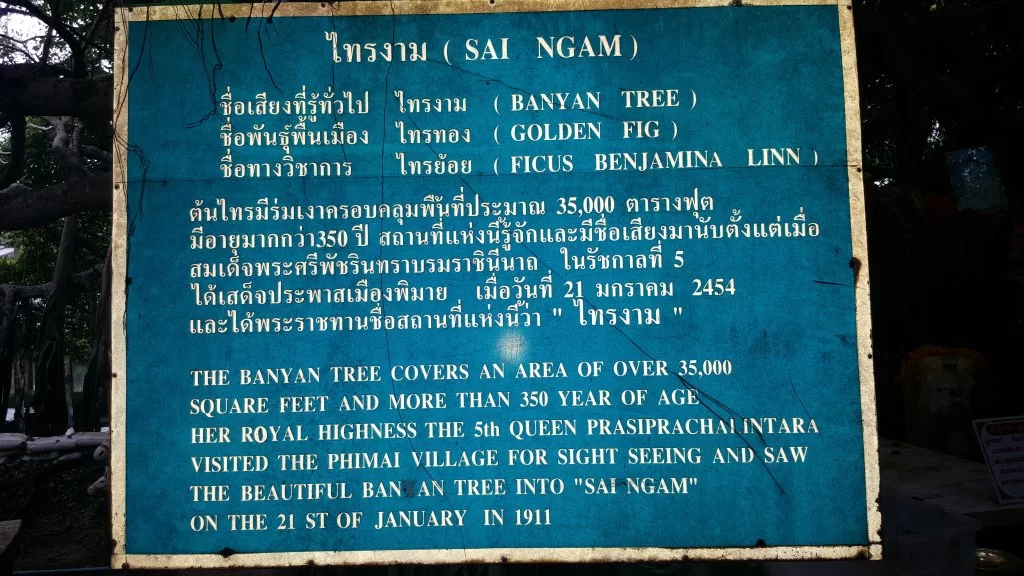 ไทรงาม ( SAI NGAM )
ชื่อเสียงที่รู้ทั่วไป ไทรงาม ( BANYAN TREE )
ชื่อพันธุ์พื้นเมือง ไทรทอง ( GOLDEN FIG )
ชื่อทางวิชาการ ไทรย้อย ( FICUS BENJAMINA LINN )
ต้นไทรมีร่มเงาครอบคลุมพื้นที่ประมาณ 35,000 ตารางฟุต
มีอายุมากกว่า350 ปี สถานที่แห่งนี้รู้จักและมีชื่อเสียงมานับตั้งแต่เมื่อ
สมเด็จพระศรีพัชรินทราบรมราชินีนาถ ในรัชกาลที่ 5
ได้เสด็จประพาสเมืองพิมาย เมื่อวันที่ 21 มกราคม 2454
และได้พระราชทานชื่อสถานที่แห่งนี้ว่า " ไทรงาม "
THE BANYAN TREE COVERS AN AREA OF OVER 35,000
SQUARE FEET AND MORE THAN 350 YEAR OF AGE
HER ROYAL HIGHNESS THE 5th QUEEN PRASIPRACHALINTARA
VISITED THE PHIMAI VILLAGE FOR SIGHT SEEING AND SAW
THE BEAUTIFUL BANYAN TREE INTO "SAI NGAM"
ON THE 21 ST OF JANUARY IN 1911